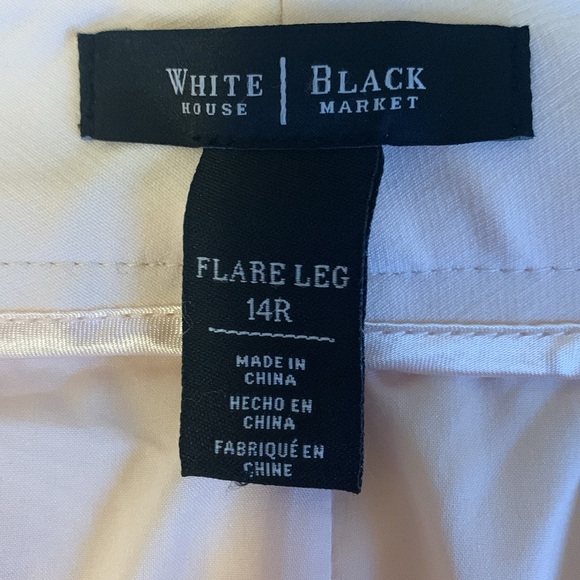 WHITE | BLACK
HOUSE | MARKET
FLARE LEG
14R
MADE IN
CHINA
HECHO EN
CHINA
FABRIQUÉ EN
CHINE